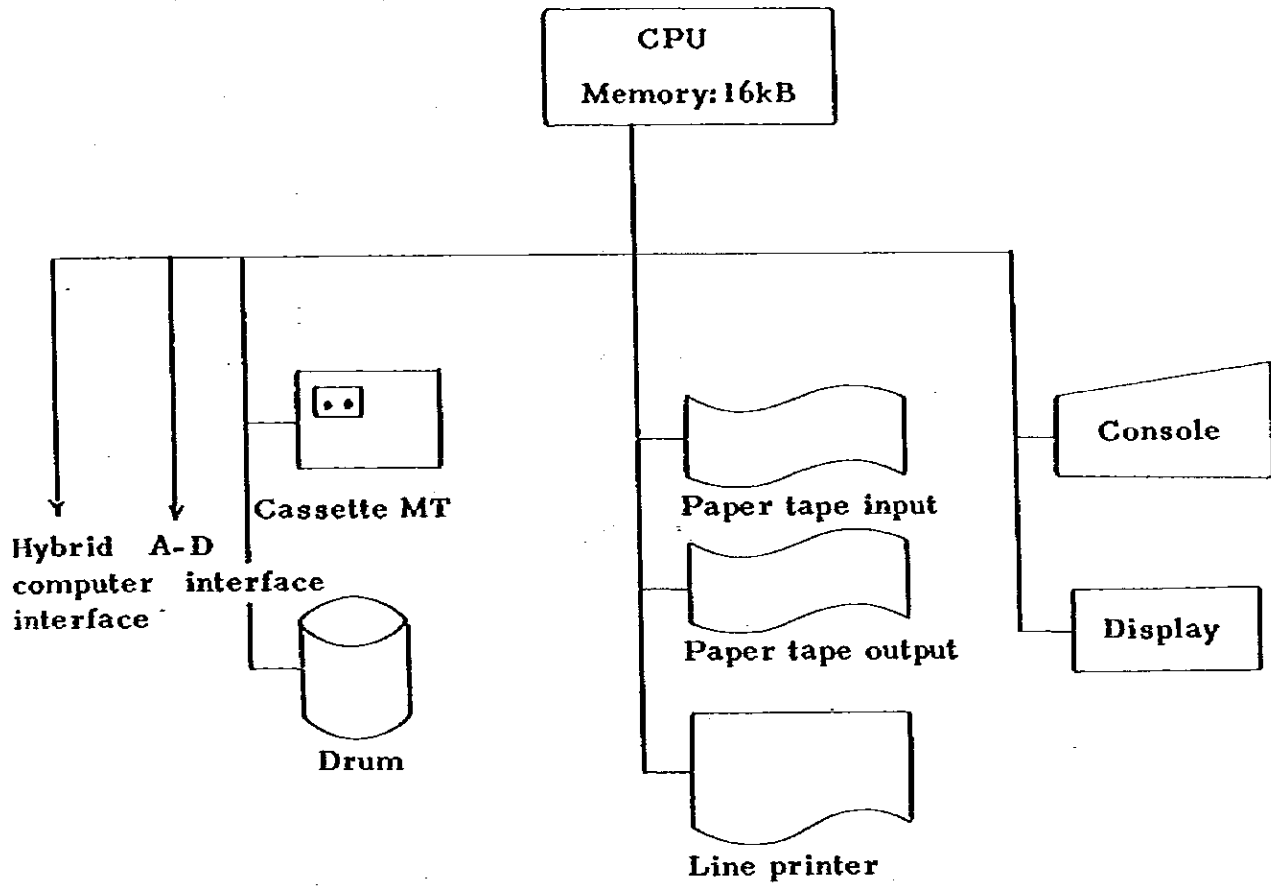 CPU
Memory: 16kB
Console
Cassette MT
Paper tape input
Hybrid
computer
interface
A-D
interface
Display
Paper tape output
Drum
Line printer